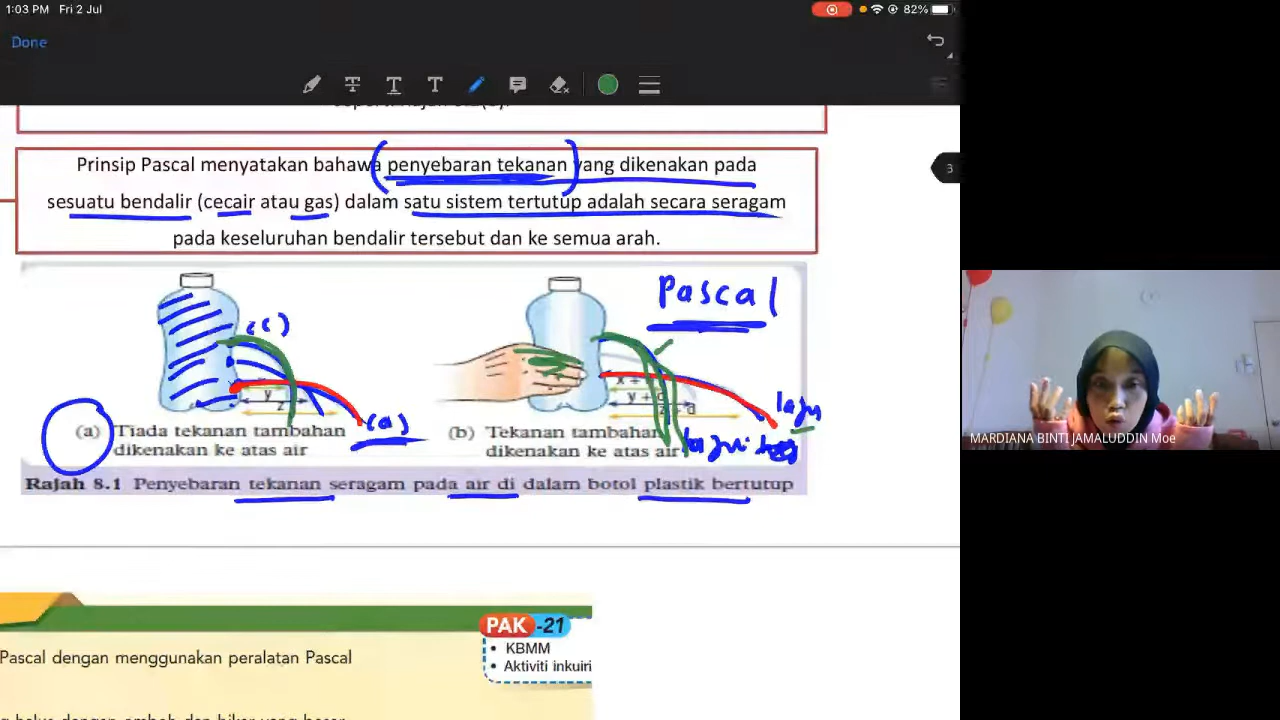 1:03 PM Fri 2 Jul
82%
Done
3
Prinsip Pascal menyatakan bahawa (penyebaran tekanan) yang dikenakan pada
sesuatu bendalir (cecair atau gas) dalam satu sistem tertutup adalah secara seragam
pada keseluruhan bendalir tersebut dan ke semua arah.
Pascal
(c)
y
z
(a)
x +
y +
laju
(a) Tiada tekanan tambahan
dikenakan ke atas air
(b) Tekanan tambahan
dikenakan ke atas air
Rajah 8.1 Penyebaran tekanan seragam pada air di dalam botol plastik bertutup
MARDIANA BINTI JAMALUDDIN Moe
PAK -21
• KBMM
• Aktiviti inkuiri
Pascal dengan menggunakan peralatan Pascal